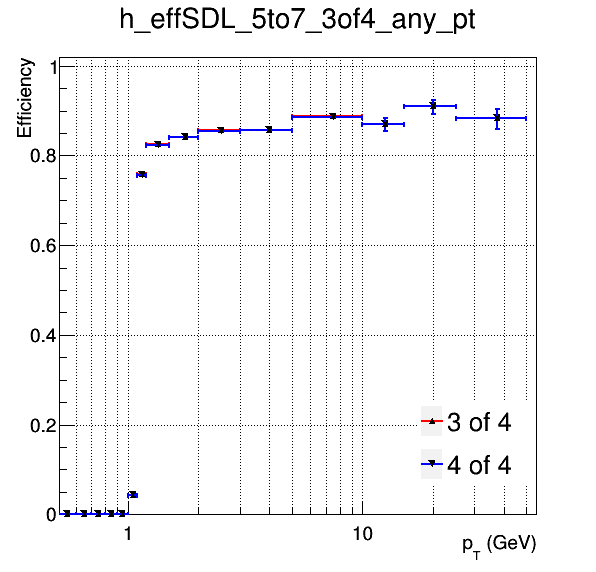 h_effSDL_5to7_3of4_any_pt
Efficiency
1
0.8
0.6
0.4
0.2
0
3 of 4
4 of 4
1
10
p_T (GeV)